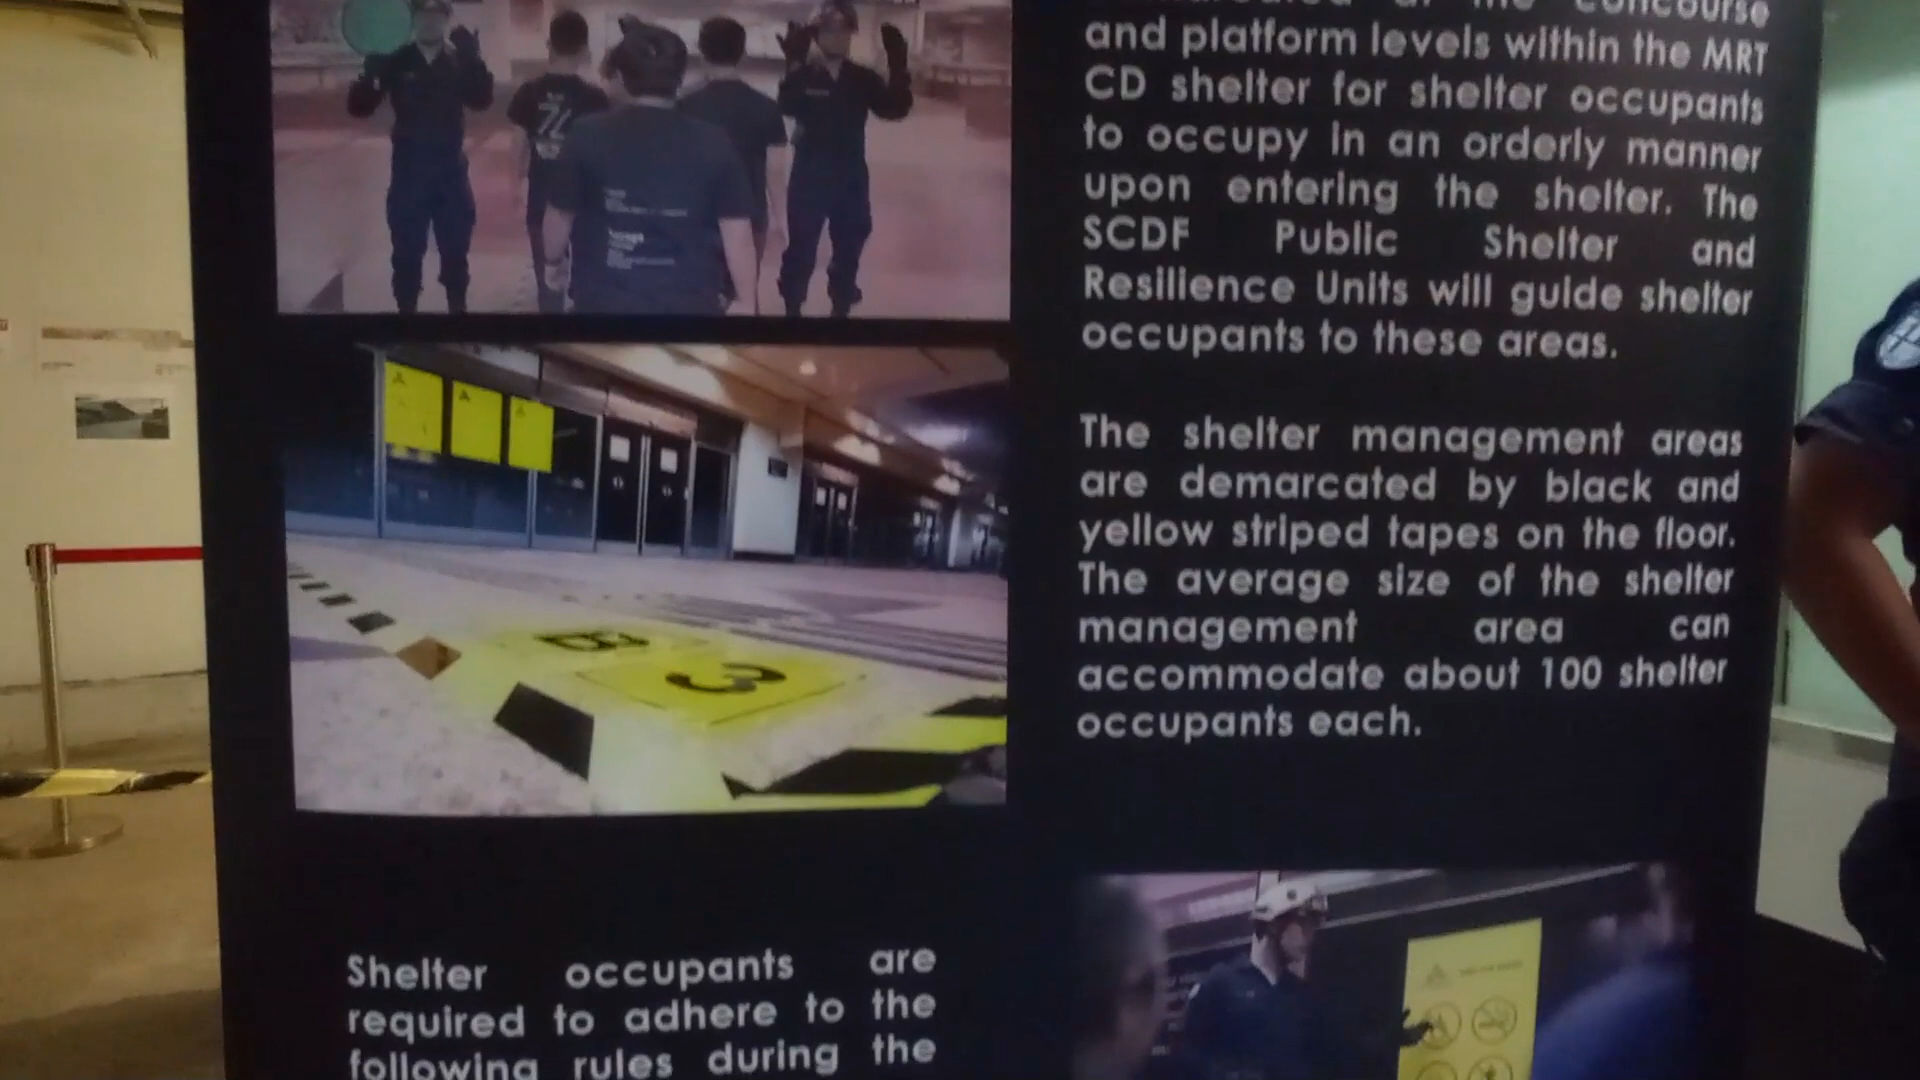 concourse
and platform levels within the MRT
CD shelter for shelter occupants
to occupy in an orderly manner
upon entering the shelter. The
SCDF Public Shelter and
Resilience Units will guide shelter
occupants to these areas.
The shelter management areas
are demarcated by black and
yellow striped tapes on the floor.
The average size of the shelter
management area can
accommodate about 100 shelter
occupants each.
B
3
Shelter occupants are
required to adhere to the
following rules during the